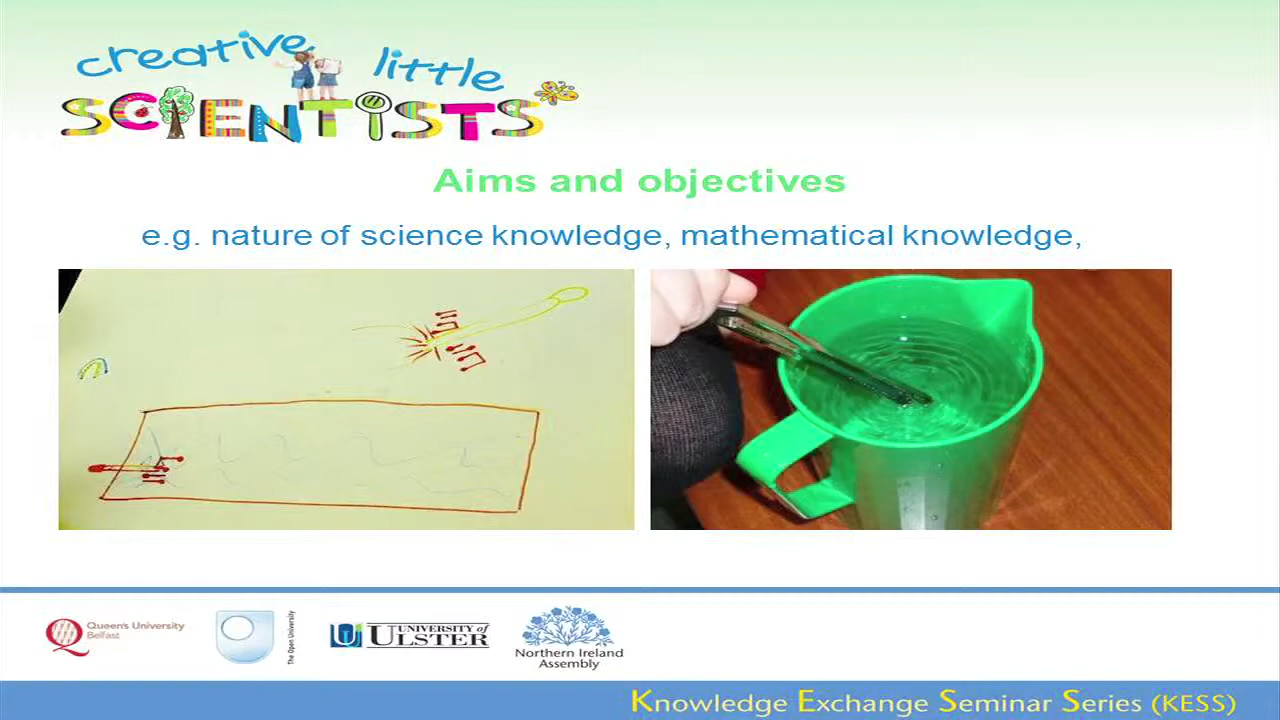 creative little
SCIENTISTS
Aims and objectives
e.g. nature of science knowledge, mathematical knowledge,
Queen's University
Belfast
The Open University
UNIVERSITY of
ULSTER
Northern Ireland
Assembly
Knowledge Exchange Seminar Series (KESS)